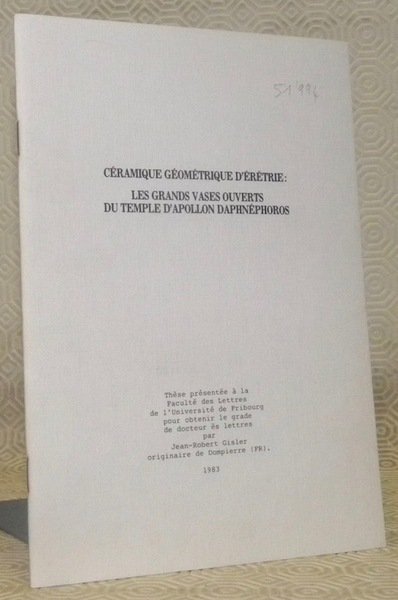 51'996
CÉRAMIQUE GÉOMÉTRIQUE D'ÉRÉTRIE:
LES GRANDS VASES OUVERTS
DU TEMPLE D'APOLLON DAPHNÉPHOROS
Thèse présentée à la
Faculté des Lettres
de l'Université de Fribourg
pour obtenir le grade
de docteur ès lettres
par
Jean-Robert Gisler
originaire de Dompierre (FR).
1983